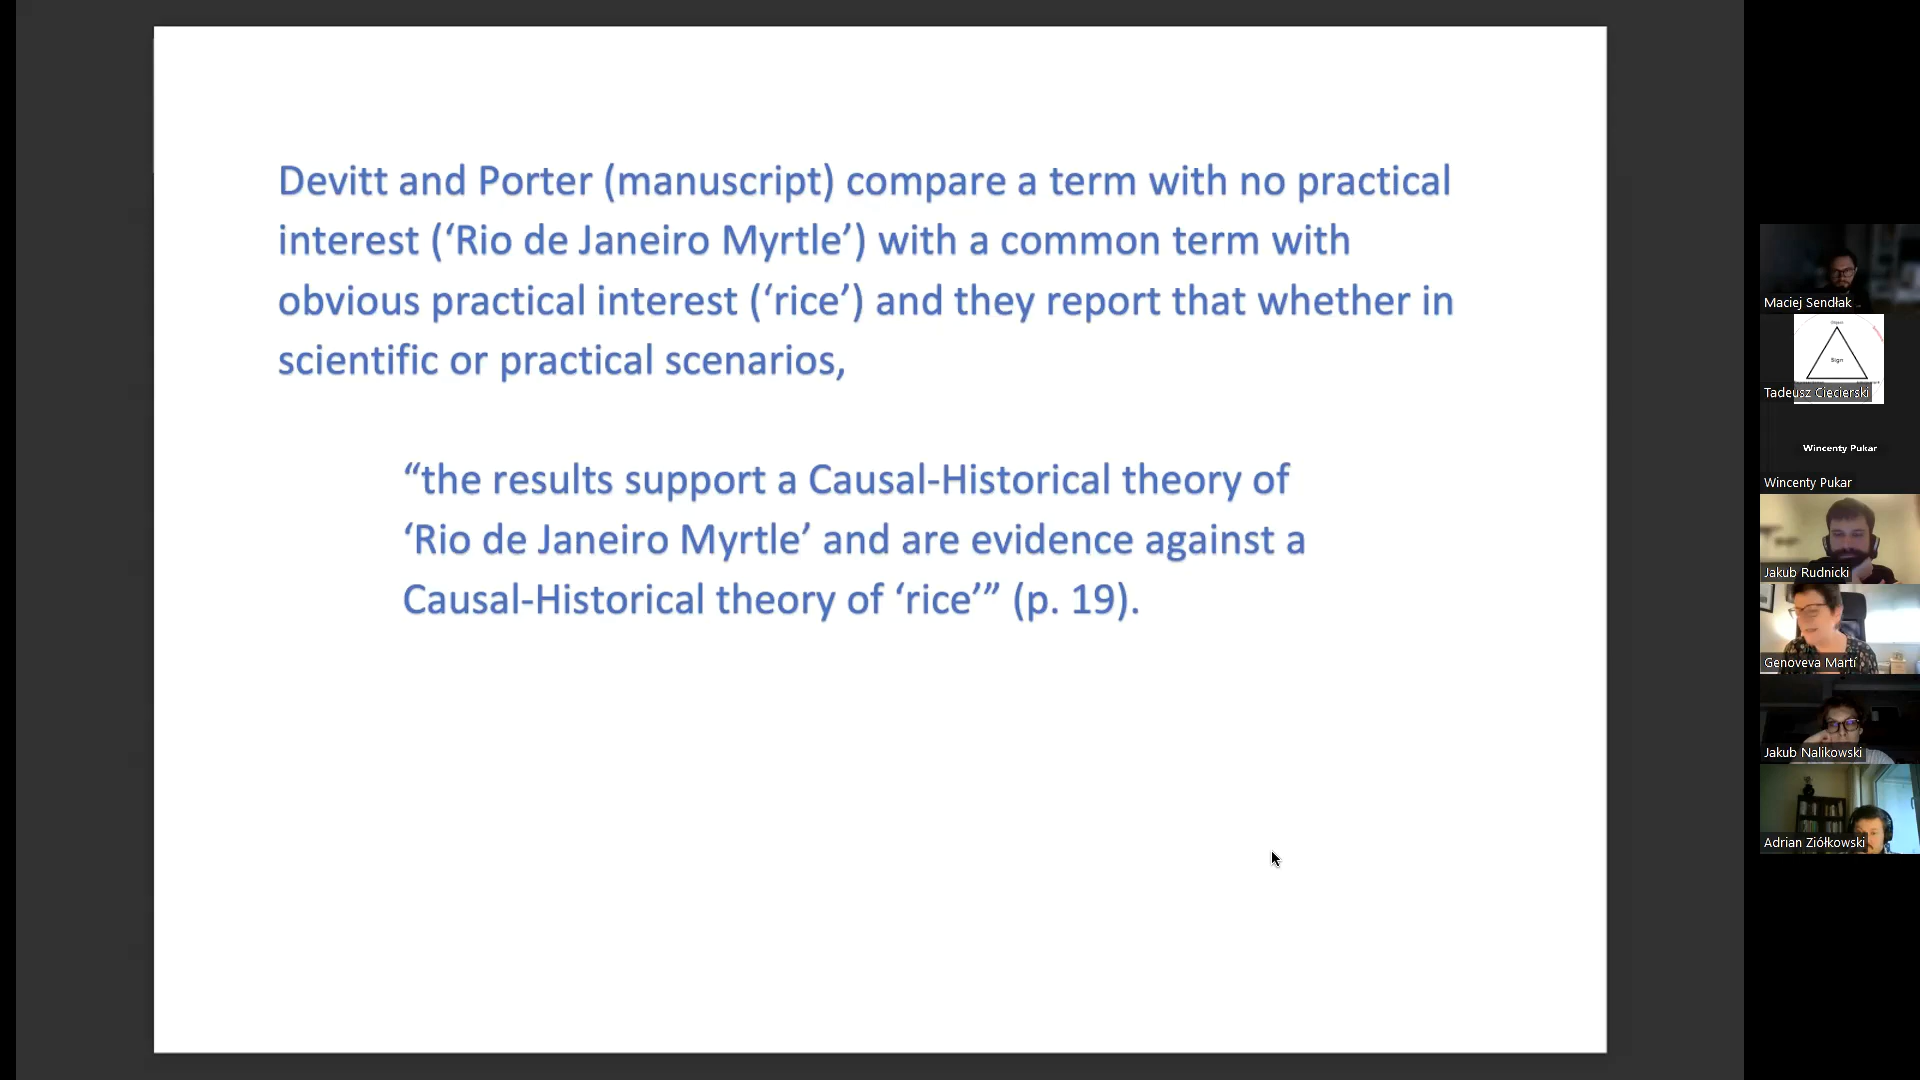 Devitt and Porter (manuscript) compare a term with no practical
interest (‘Rio de Janeiro Myrtle’) with a common term with
obvious practical interest (‘rice’) and they report that whether in
scientific or practical scenarios,
“the results support a Causal-Historical theory of
‘Rio de Janeiro Myrtle’ and are evidence against a
Causal-Historical theory of ‘rice’” (p. 19).
Maciej Sendłak
Object
Sign
Tadeusz Ciecierski
Wincenty Pukar
Wincenty Pukar
Jakub Rudnicki
Genoveva Martí
Jakub Nalikowski
Adrian Ziółkowski